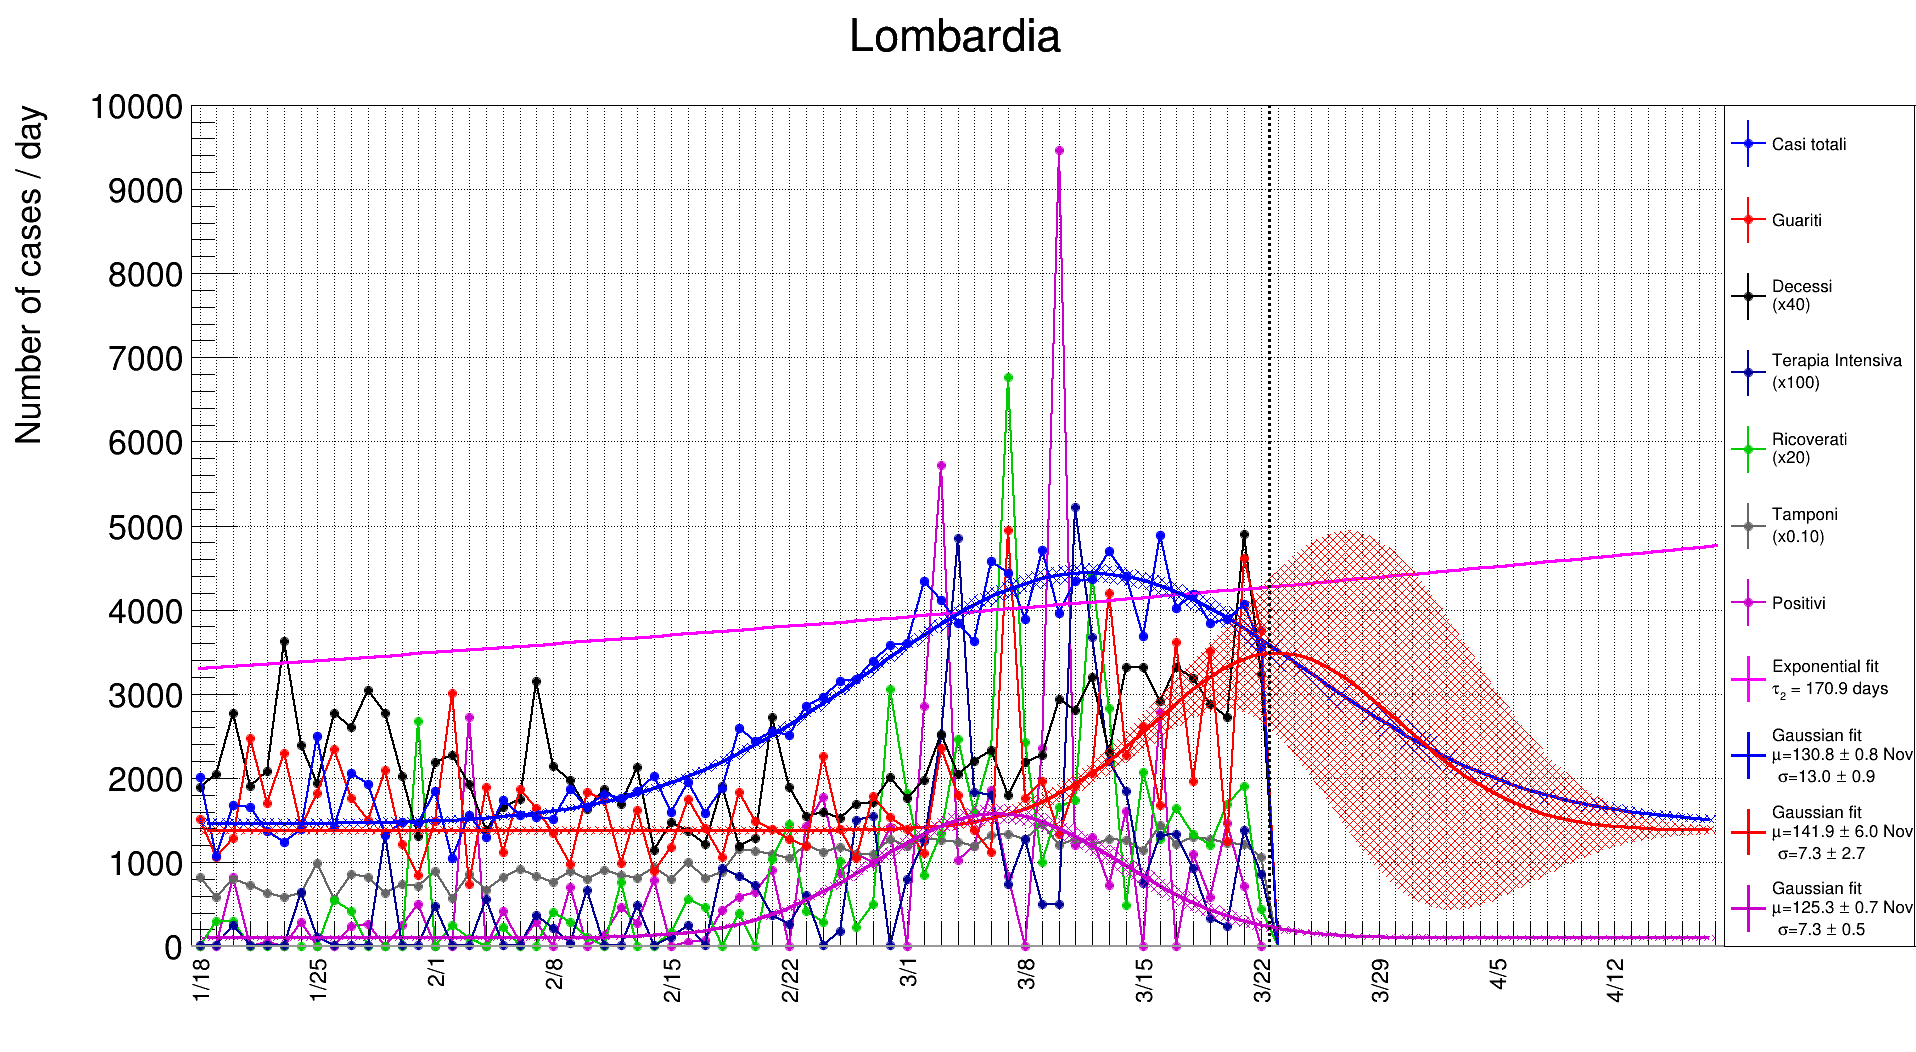 Lombardia
Number of cases / day
10000
9000
8000
7000
6000
5000
4000
3000
2000
1000
0
1/18
1/25
2/1
2/8
2/15
2/22
3/1
3/8
3/15
3/22
3/29
4/5
4/12
Casi totali
Guariti
Decessi
(x40)
Terapia Intensiva
(x100)
Ricoverati
(x20)
Tamponi
(x0.10)
Positivi
Exponential fit
τ₂ = 170.9 days
Gaussian fit
μ=130.8 ± 0.8 Nov
σ=13.0 ± 0.9
Gaussian fit
μ=141.9 ± 6.0 Nov
σ=7.3 ± 2.7
Gaussian fit
μ=125.3 ± 0.7 Nov
σ=7.3 ± 0.5